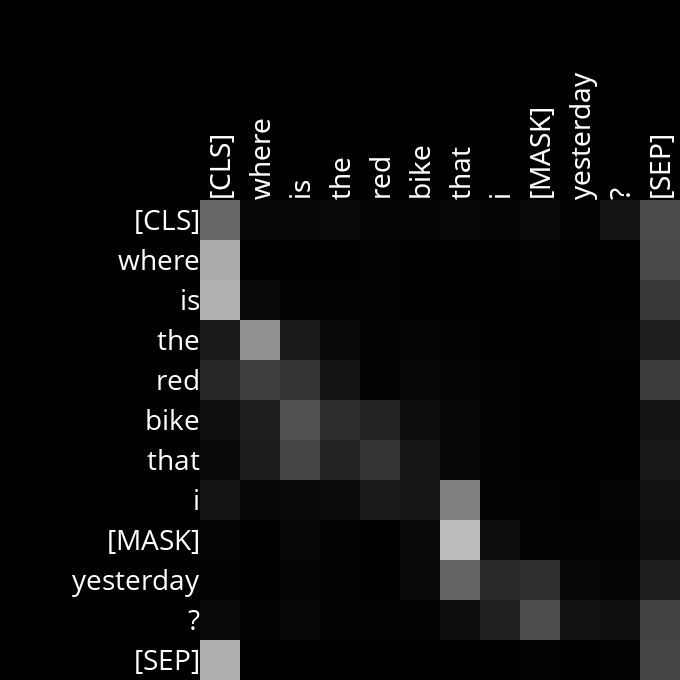 [CLS] where is the red bike that i [MASK] yesterday ? [SEP]
[CLS]
where
is
the
red
bike
that
i
[MASK]
yesterday
?
[SEP]